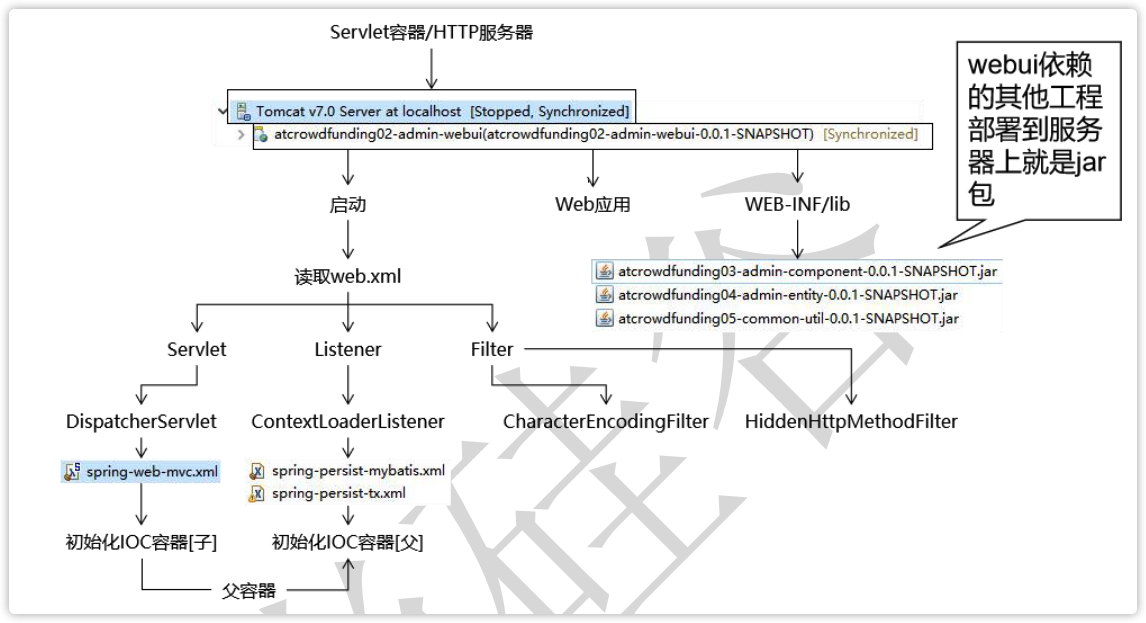 Servlet容器/HTTP服务器
Tomcat v7.0 Server at localhost [Stopped, Synchronized]
atcrowdfunding02-admin-webui(atcrowdfunding02-admin-webui-0.0.1-SNAPSHOT) [Synchronized]
webui依赖
的其他工程
部署到服务
器上就是jar
包
启动
Web应用
WEB-INF/lib
读取web.xml
atcrowdfunding03-admin-component-0.0.1-SNAPSHOT.jar
atcrowdfunding04-admin-entity-0.0.1-SNAPSHOT.jar
atcrowdfunding05-common-util-0.0.1-SNAPSHOT.jar
Servlet
Listener
Filter
DispatcherServlet
ContextLoaderListener
CharacterEncodingFilter
HiddenHttpMethodFilter
spring-web-mvc.xml
spring-persist-mybatis.xml
spring-persist-tx.xml
初始化IOC容器[子]
初始化IOC容器[父]
父容器